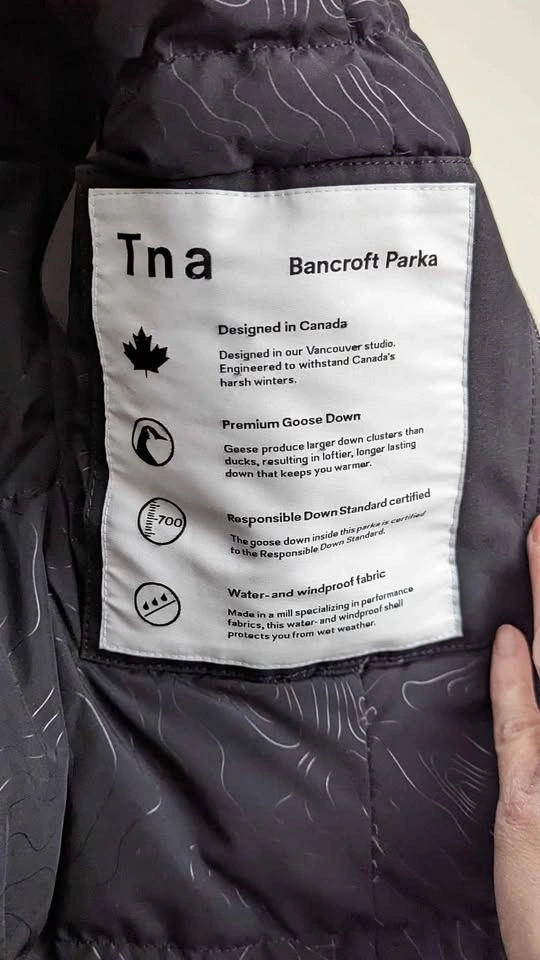 Tna
Bancroft Parka
Designed in Canada
Designed in our Vancouver studio.
Engineered to withstand Canada's
harsh winters.
Premium Goose Down
Geese produce larger down clusters than
ducks, resulting in loftier, longer lasting
down that keeps you warmer.
700
Responsible Down Standard certified
The goose down inside this parka is certified
to the Responsible Down Standard.
Water- and windproof fabric
Made in a mill specializing in performance
fabrics, this water- and windproof shell
protects you from wet weather.